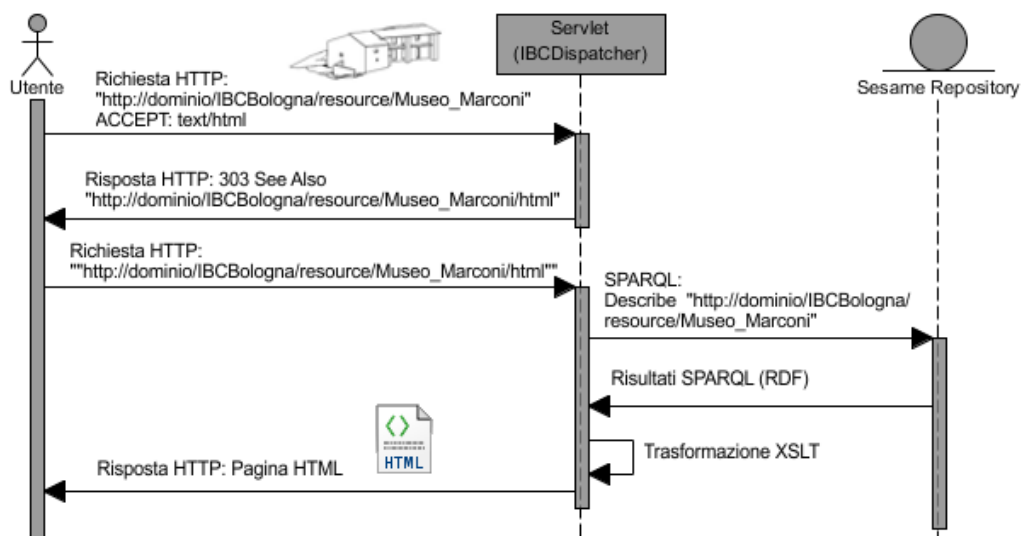 Servlet
(IBCDispatcher)
Utente
Sesame Repository
Richiesta HTTP:
"http://dominio/IBCBologna/resource/Museo_Marconi"
ACCEPT: text/html
Risposta HTTP: 303 See Also
"http://dominio/IBCBologna/resource/Museo_Marconi/html"
Richiesta HTTP:
""http://dominio/IBCBologna/resource/Museo_Marconi/html""
SPARQL:
Describe "http://dominio/IBCBologna/
resource/Museo_Marconi"
Risultati SPARQL (RDF)
HTML
Trasformazione XSLT
Risposta HTTP: Pagina HTML